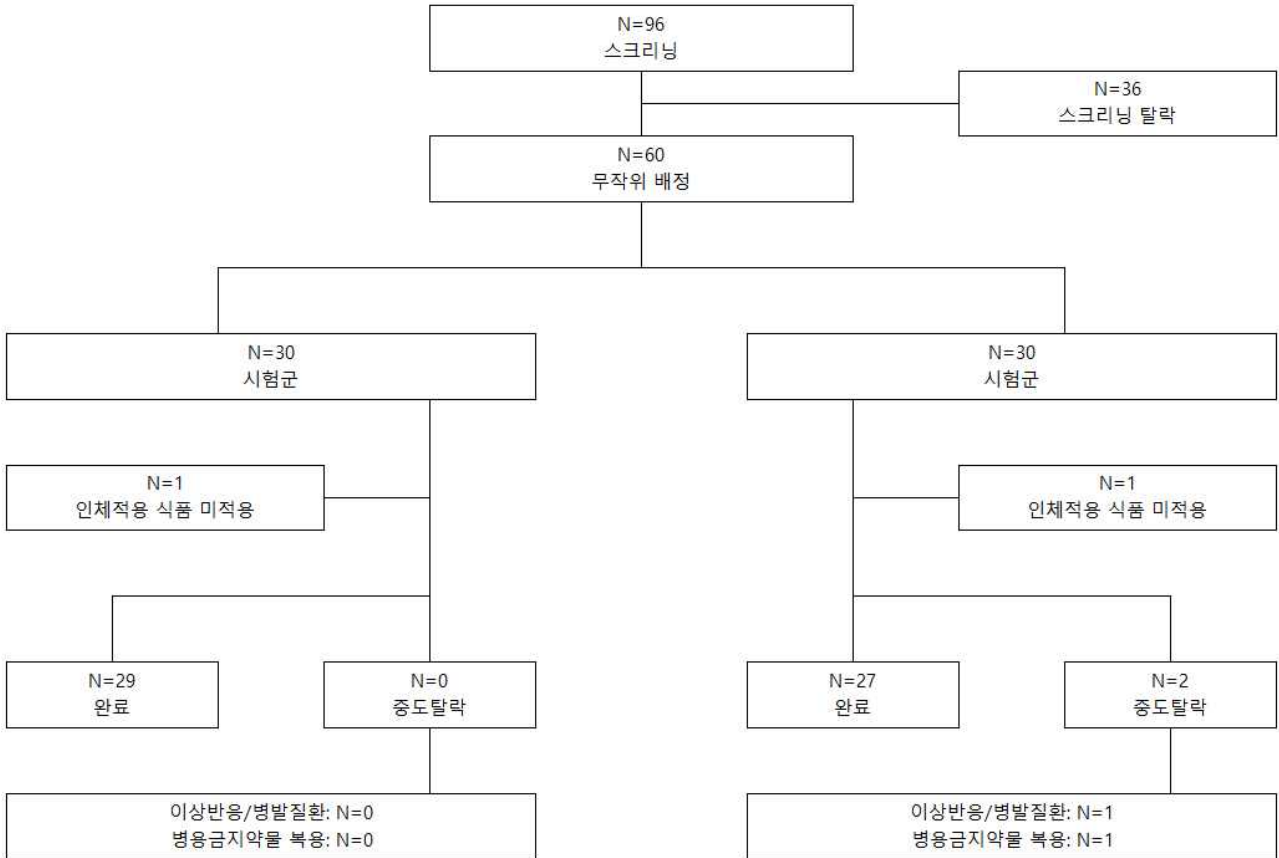 N=96
스크리닝
N=36
스크리닝 탈락
N=60
무작위 배정
N=30
시험군
N=30
시험군
N=1
인체적용 식품 미적용
N=1
인체적용 식품 미적용
N=29
완료
N=0
중도탈락
N=27
완료
N=2
중도탈락
이상반응/병발질환: N=0
병용금지약물 복용: N=0
이상반응/병발질환: N=1
병용금지약물 복용: N=1